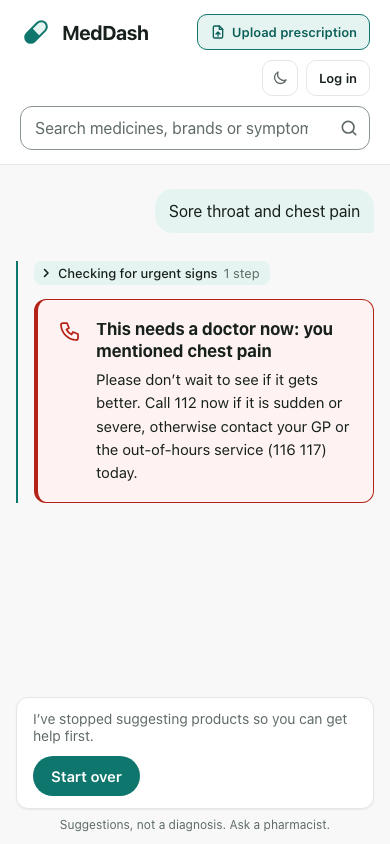 MedDash
Upload prescription
Log in
Search medicines, brands or symptom
Sore throat and chest pain
Checking for urgent signs 1 step
This needs a doctor now: you
mentioned chest pain
Please don’t wait to see if it gets
better. Call 112 now if it is sudden or
severe, otherwise contact your GP or
the out-of-hours service (116 117)
today.
I’ve stopped suggesting products so you can get
help first.
Start over
Suggestions, not a diagnosis. Ask a pharmacist.